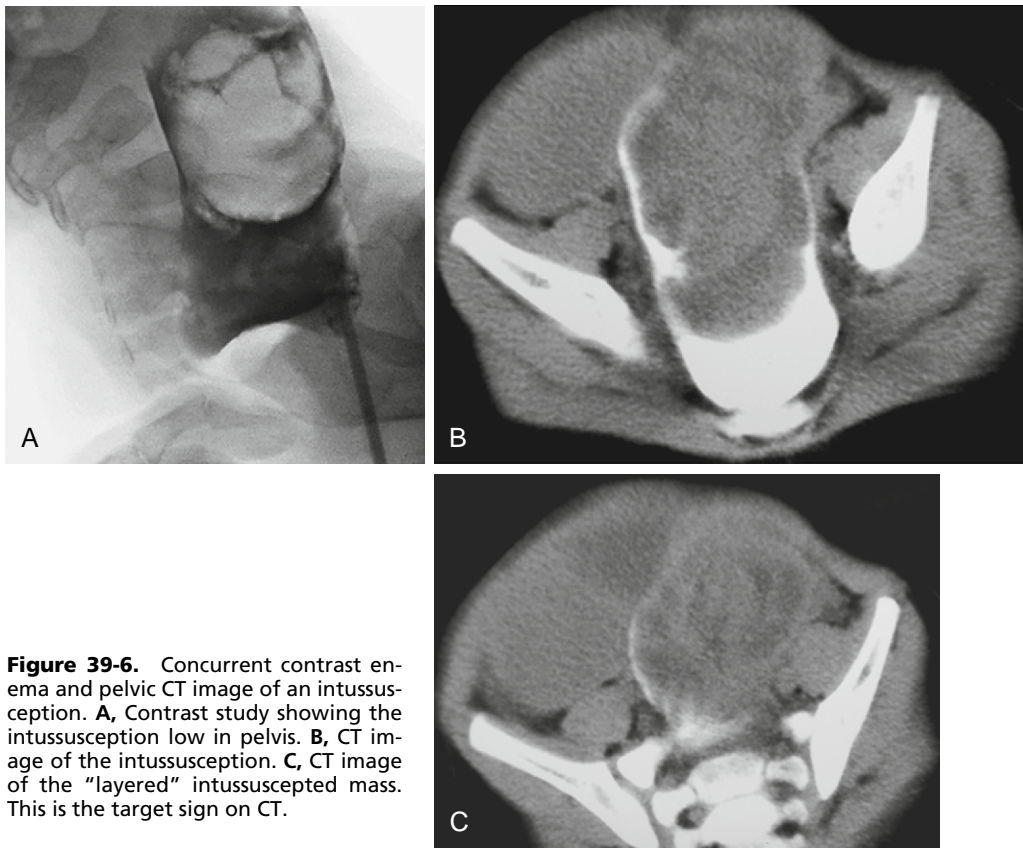 A
B
C
Figure 39-6. Concurrent contrast en-
ema and pelvic CT image of an intussus-
ception. A, Contrast study showing the
intussusception low in pelvis. B, CT im-
age of the intussusception. C, CT image
of the “layered” intussuscepted mass.
This is the target sign on CT.